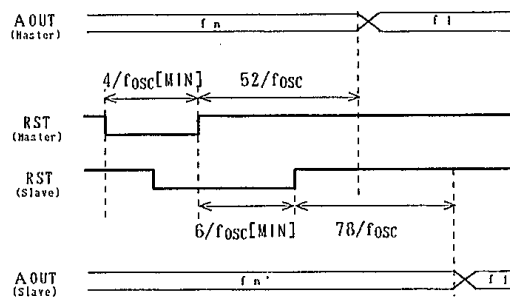 AOUT
(Master)
fn
f1
4/fosc[MIN]
52/fosc
RST
(Master)
RST
(Slave)
6/fosc[MIN]
78/fosc
AOUT
(Slave)
fn'
f1